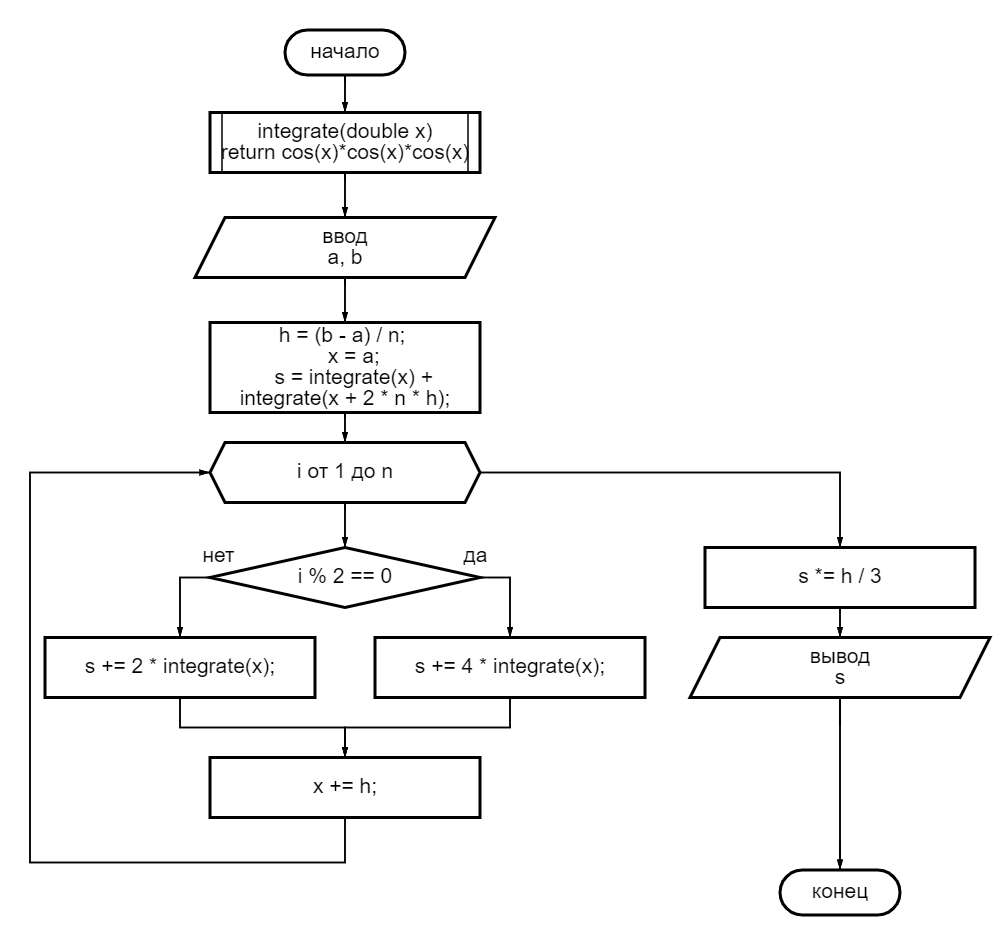 начало
integrate(double x)
return cos(x)*cos(x)*cos(x)
ввод
a, b
h = (b - a) / n;
x = a;
s = integrate(x) +
integrate(x + 2 * n * h);
i от 1 до n
нет
да
i % 2 == 0
s += 2 * integrate(x);
s += 4 * integrate(x);
x += h;
s *= h / 3
вывод
s
конец